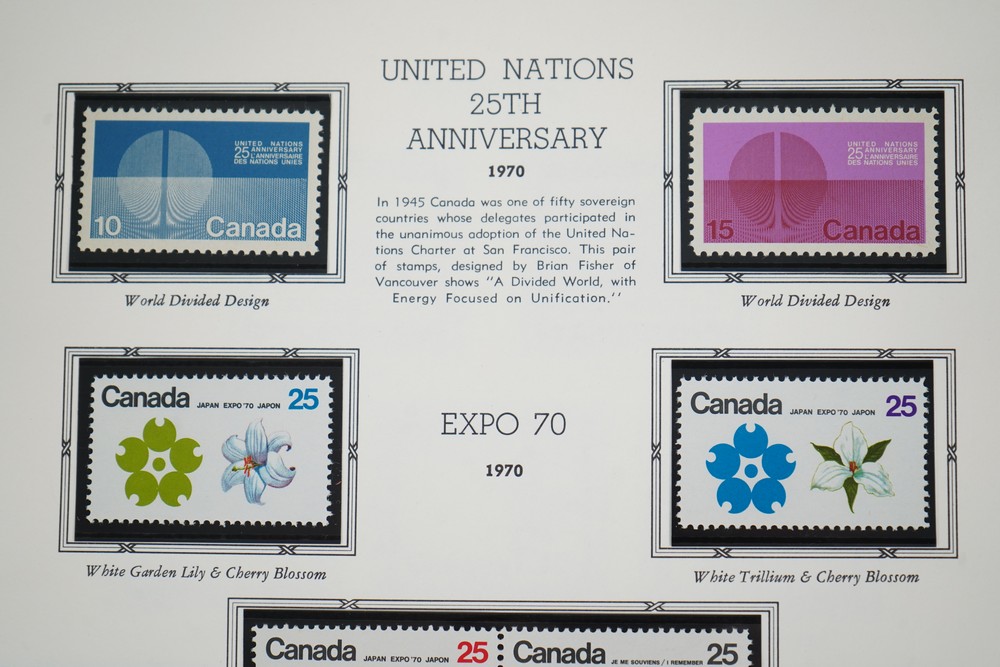 UNITED NATIONS
25TH
ANNIVERSARY
1970
In 1945 Canada was one of fifty sovereign
countries whose delegates participated in
the unanimous adoption of the United Na-
tions Charter at San Francisco. This pair
of stamps, designed by Brian Fisher of
Vancouver shows "A Divided World, with
Energy Focused on Unification."
UNITED NATIONS
25 ANNIVERSARY
L'ANNIVERSAIRE
DES NATIONS UNIES
10 Canada
World Divided Design
UNITED NATIONS
25 ANNIVERSARY
L'ANNIVERSAIRE
DES NATIONS UNIES
15 Canada
World Divided Design
Canada JAPAN EXPO'70 JAPON 25
White Garden Lily & Cherry Blossom
EXPO 70
1970
Canada JAPAN EXPO'70 JAPON 25
White Trillium & Cherry Blossom
Canada JAPAN EXPO'70 JAPON 25
Canada JE ME SOUVIENS / I REMEMBER 25